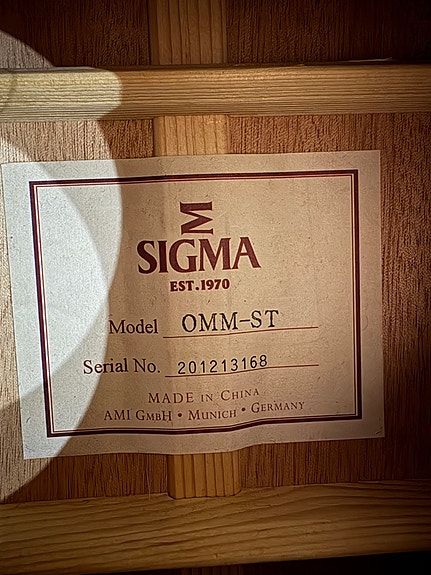 SIGMA
EST.1970
Model OMM-ST
Serial No. 201213168
MADE IN CHINA
AMI GMBH • MUNICH • GERMANY